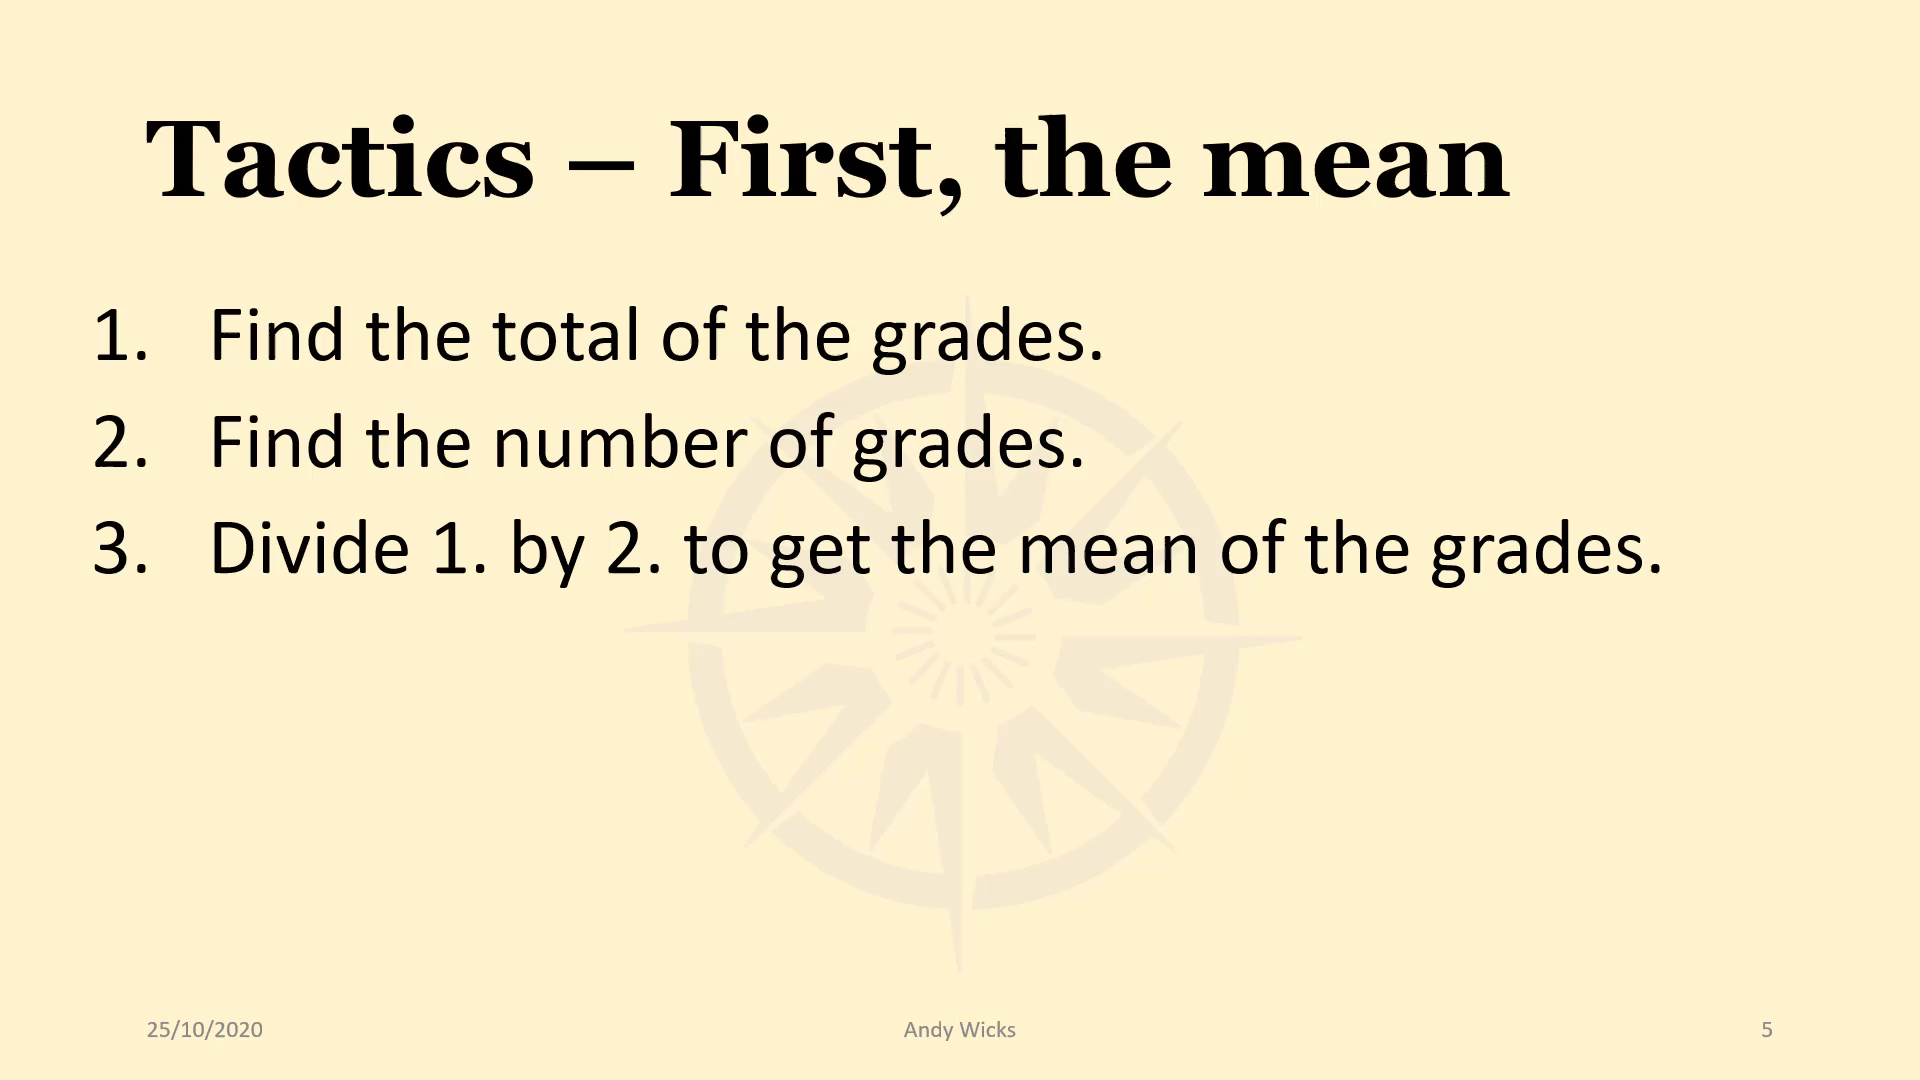 Tactics – First, the mean
1. Find the total of the grades.
2. Find the number of grades.
3. Divide 1. by 2. to get the mean of the grades.
25/10/2020 Andy Wicks 5